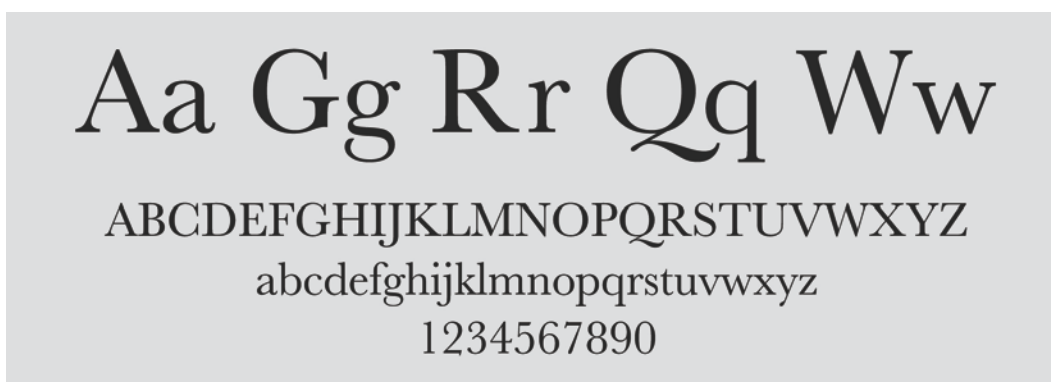 Aa Gg Rr Qq Ww
ABCDEFGHIJKLMNOPQRSTUVWXYZ
abcdefghijklmnopqrstuvwxyz
1234567890